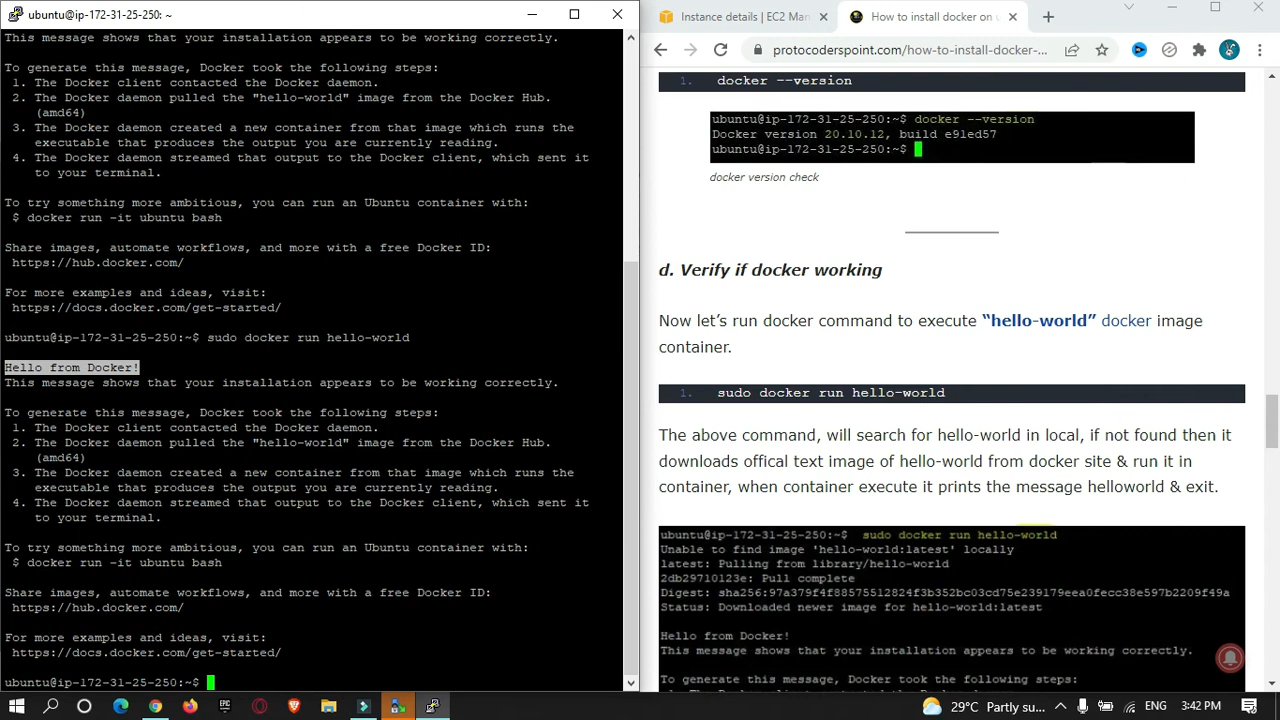 ubuntu@ip-172-31-25-250: ~
This message shows that your installation appears to be working correctly.
To generate this message, Docker took the following steps:
1. The Docker client contacted the Docker daemon.
2. The Docker daemon pulled the "hello-world" image from the Docker Hub.
(amd64)
3. The Docker daemon created a new container from that image which runs the
executable that produces the output you are currently reading.
4. The Docker daemon streamed that output to the Docker client, which sent it
to your terminal.
To try something more ambitious, you can run an Ubuntu container with:
$ docker run -it ubuntu bash
Share images, automate workflows, and more with a free Docker ID:
https://hub.docker.com/
For more examples and ideas, visit:
https://docs.docker.com/get-started/
ubuntu@ip-172-31-25-250:~$ sudo docker run hello-world
Hello from Docker!
This message shows that your installation appears to be working correctly.
To generate this message, Docker took the following steps:
1. The Docker client contacted the Docker daemon.
2. The Docker daemon pulled the "hello-world" image from the Docker Hub.
(amd64)
3. The Docker daemon created a new container from that image which runs the
executable that produces the output you are currently reading.
4. The Docker daemon streamed that output to the Docker client, which sent it
to your terminal.
To try something more ambitious, you can run an Ubuntu container with:
$ docker run -it ubuntu bash
Share images, automate workflows, and more with a free Docker ID:
https://hub.docker.com/
For more examples and ideas, visit:
https://docs.docker.com/get-started/
ubuntu@ip-172-31-25-250:~$
Instance details | EC2 Man
How to install docker on u
protocoderspoint.com/how-to-install-docker-...
1. docker --version
ubuntu@ip-172-31-25-250:~$ docker --version
Docker version 20.10.12, build e91ed57
ubuntu@ip-172-31-25-250:~$
docker version check
d. Verify if docker working
Now let’s run docker command to execute “hello-world” docker image
container.
1. sudo docker run hello-world
The above command, will search for hello-world in local, if not found then it
downloads offical text image of hello-world from docker site & run it in
container, when container execute it prints the message helloworld & exit.
ubuntu@ip-172-31-25-250:~$ sudo docker run hello-world
Unable to find image 'hello-world:latest' locally
latest: Pulling from library/hello-world
2db29710123e: Pull complete
Digest: sha256:97a379f4f88575512824f3b352bc03cd75e239179eea0fecc38e597b2209f49a
Status: Downloaded newer image for hello-world:latest
Hello from Docker!
This message shows that your installation appears to be working correctly.
To generate this message, Docker took the following steps:
29°C Partly su...
ENG
3:42 PM